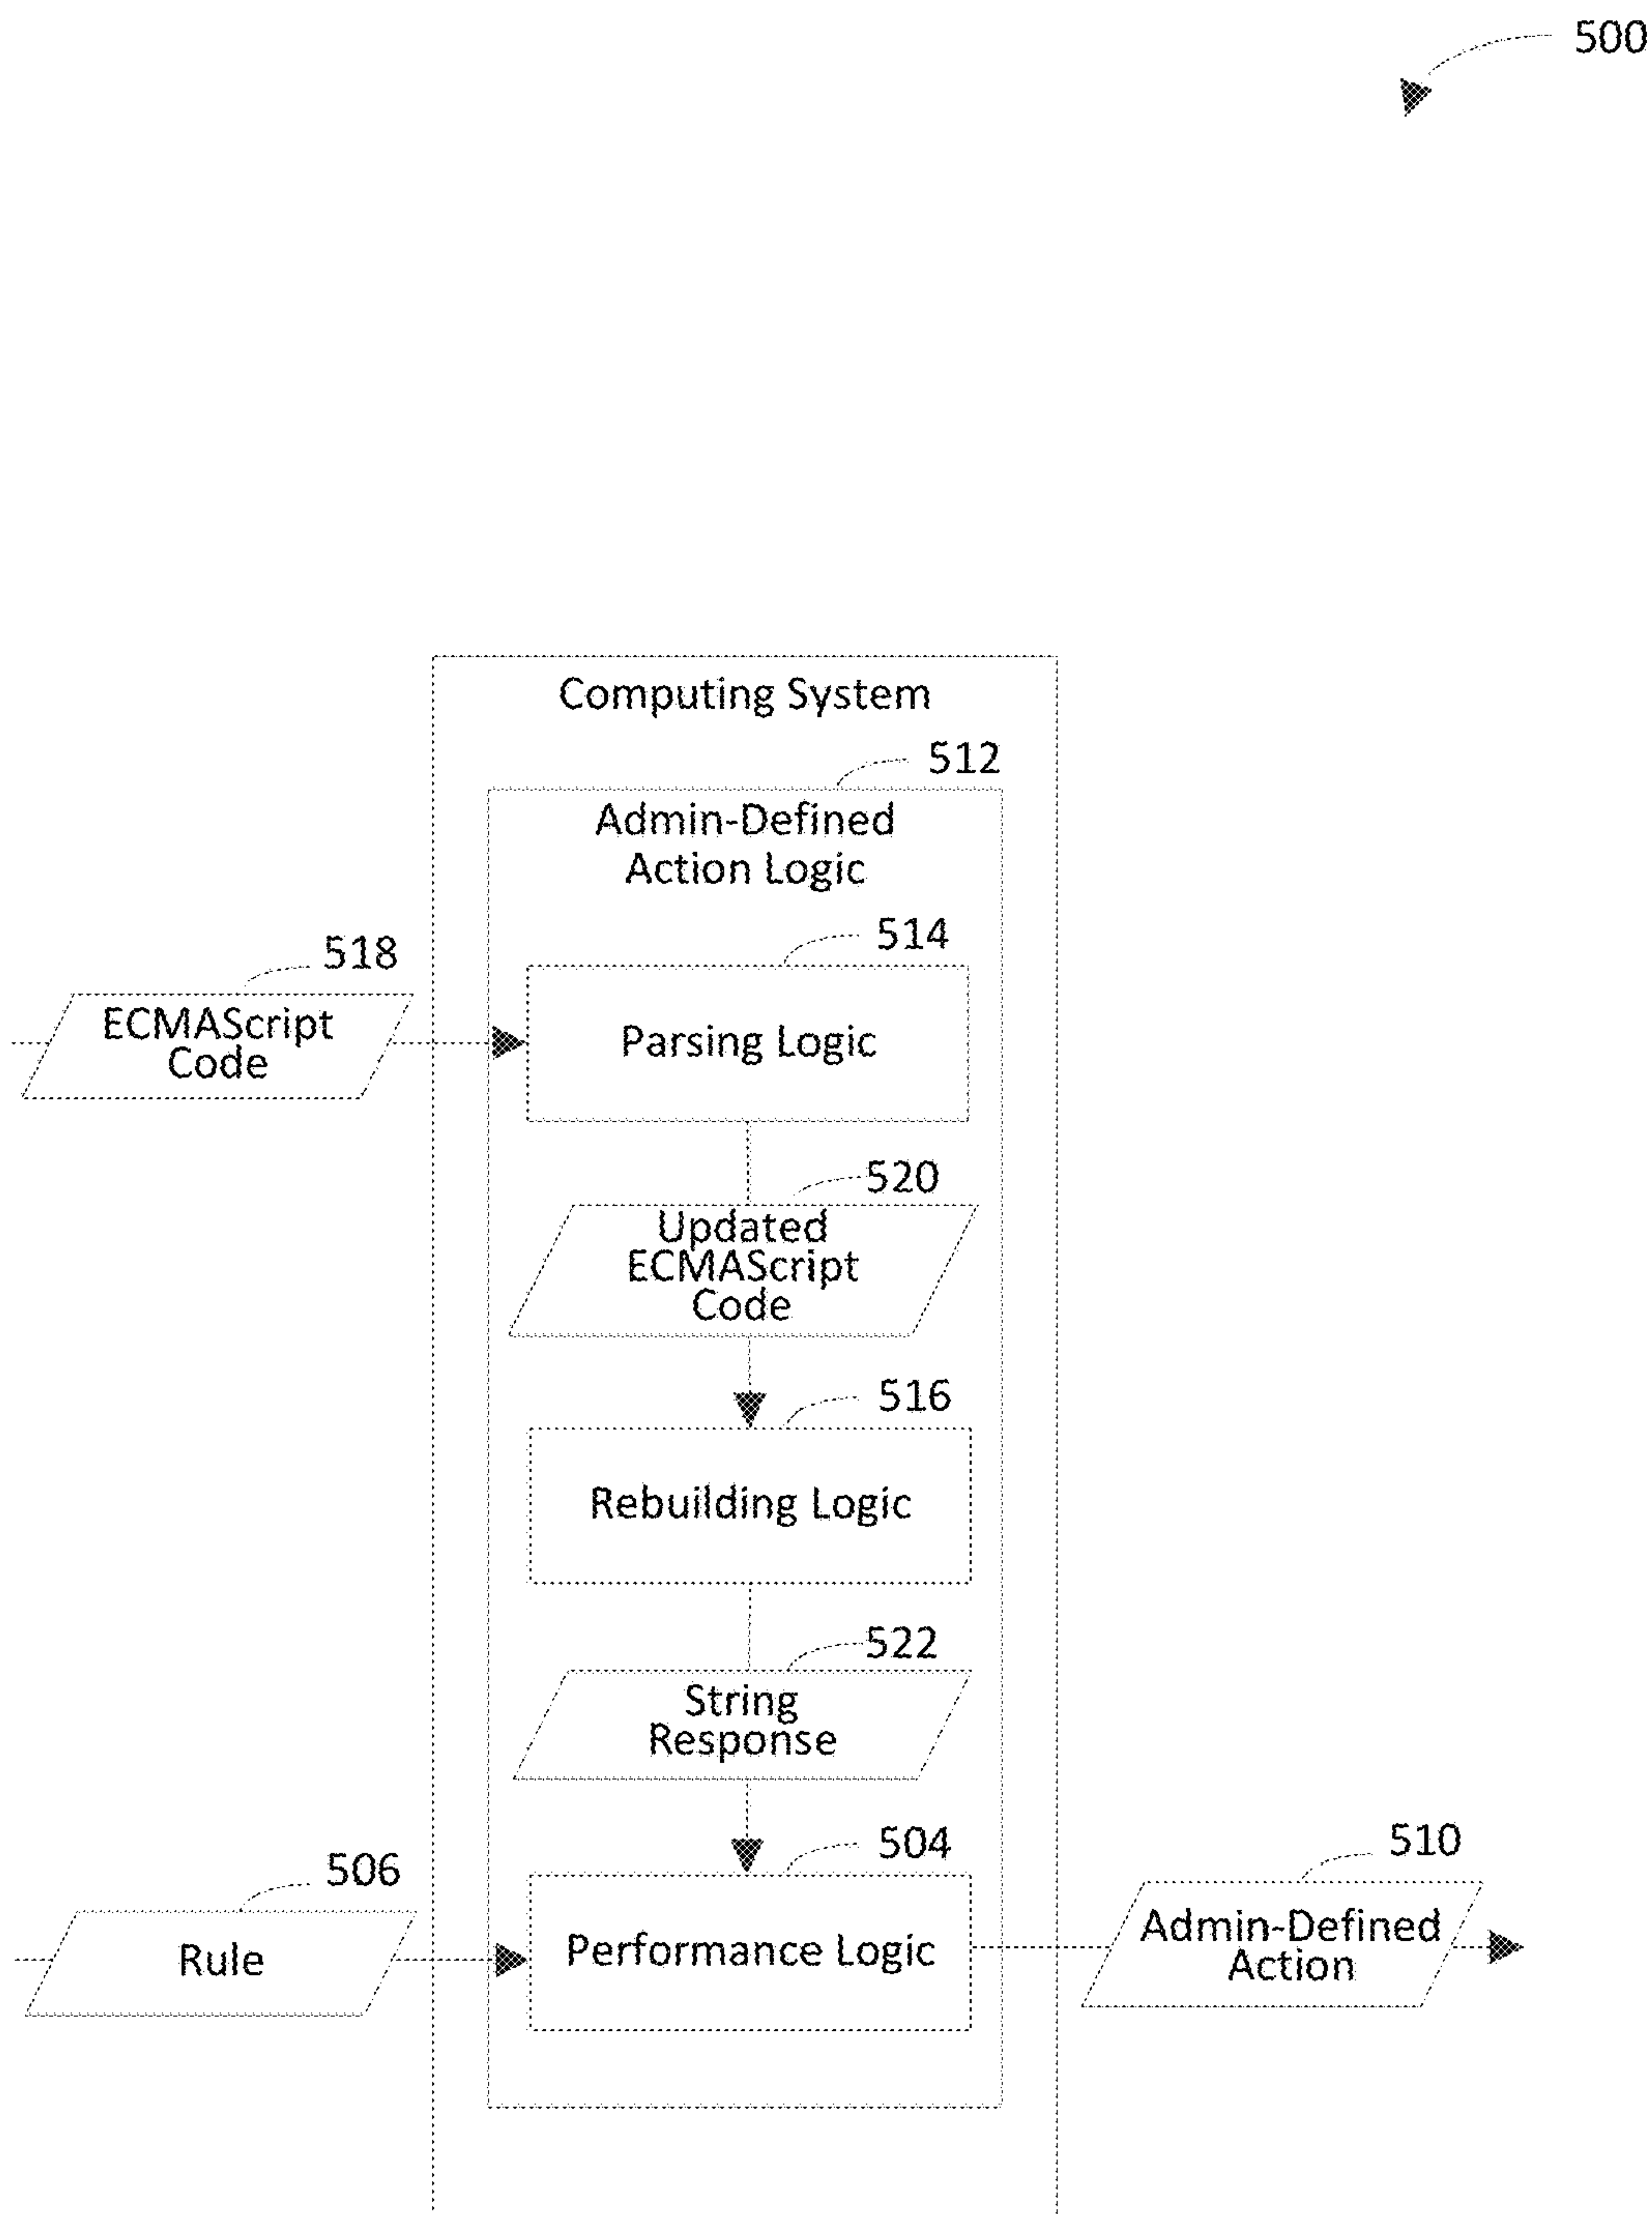 500
Computing System
512
Admin-Defined
Action Logic
514
518
ECMAScript
Code
Parsing Logic
520
Updated
ECMAScript
Code
516
Rebuilding Logic
522
String
Response
504
510
506
Rule
Performance Logic
Admin-Defined
Action